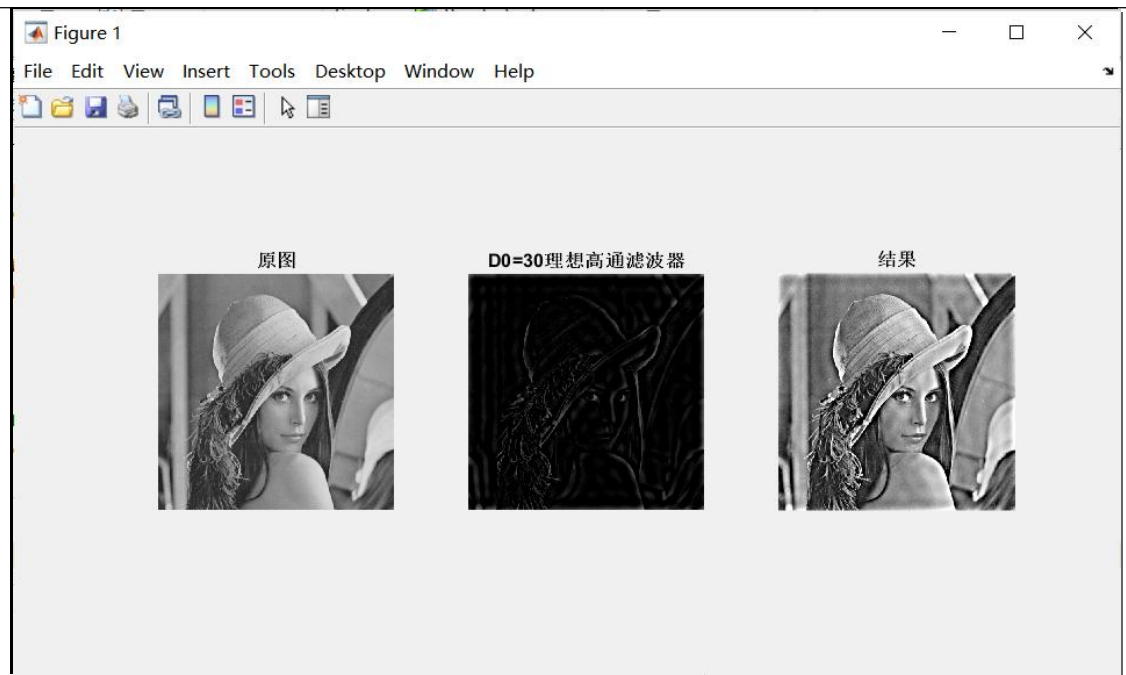 Figure 1
File Edit View Insert Tools Desktop Window Help
原图
D0=30理想高通滤波器
结果